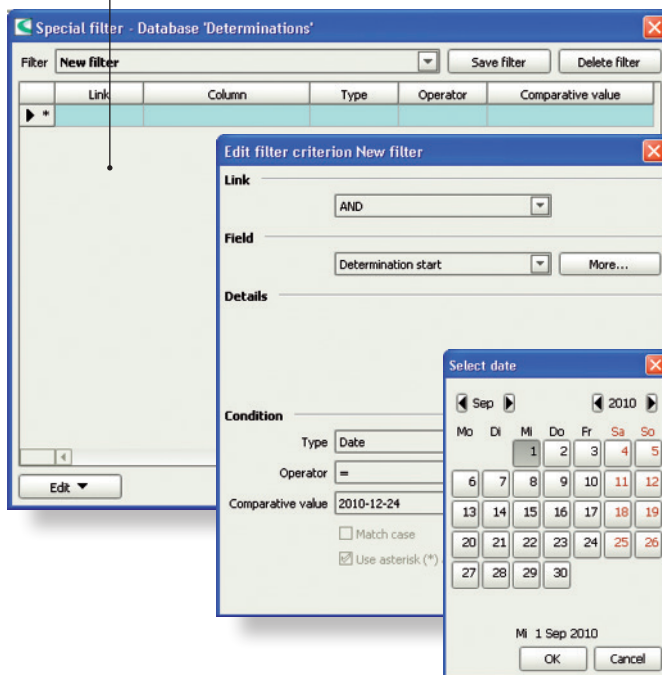 Special filter - Database 'Determinations'
Filter New filter Save filter Delete filter
Link Column Type Operator Comparative value
*
Edit
Edit filter criterion New filter
Link
AND
Field
Determination start More...
Details
Condition
Type Date
Operator =
Comparative value 2010-12-24
Match case
Use asterisk (*)
Select date
Sep 2010
Mo Di Mi Do Fr Sa So
1 2 3 4 5
6 7 8 9 10 11 12
13 14 15 16 17 18 19
20 21 22 23 24 25 26
27 28 29 30
Mi 1 Sep 2010
OK Cancel